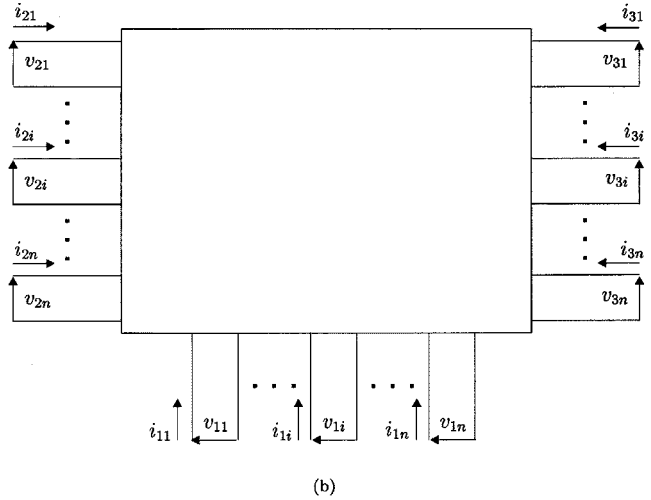 i21 i31
v21 v31
i2i i3i
v2i v3i
i2n i3n
v2n v3n
i11 v11 i1i v1i i1n v1n
(b)